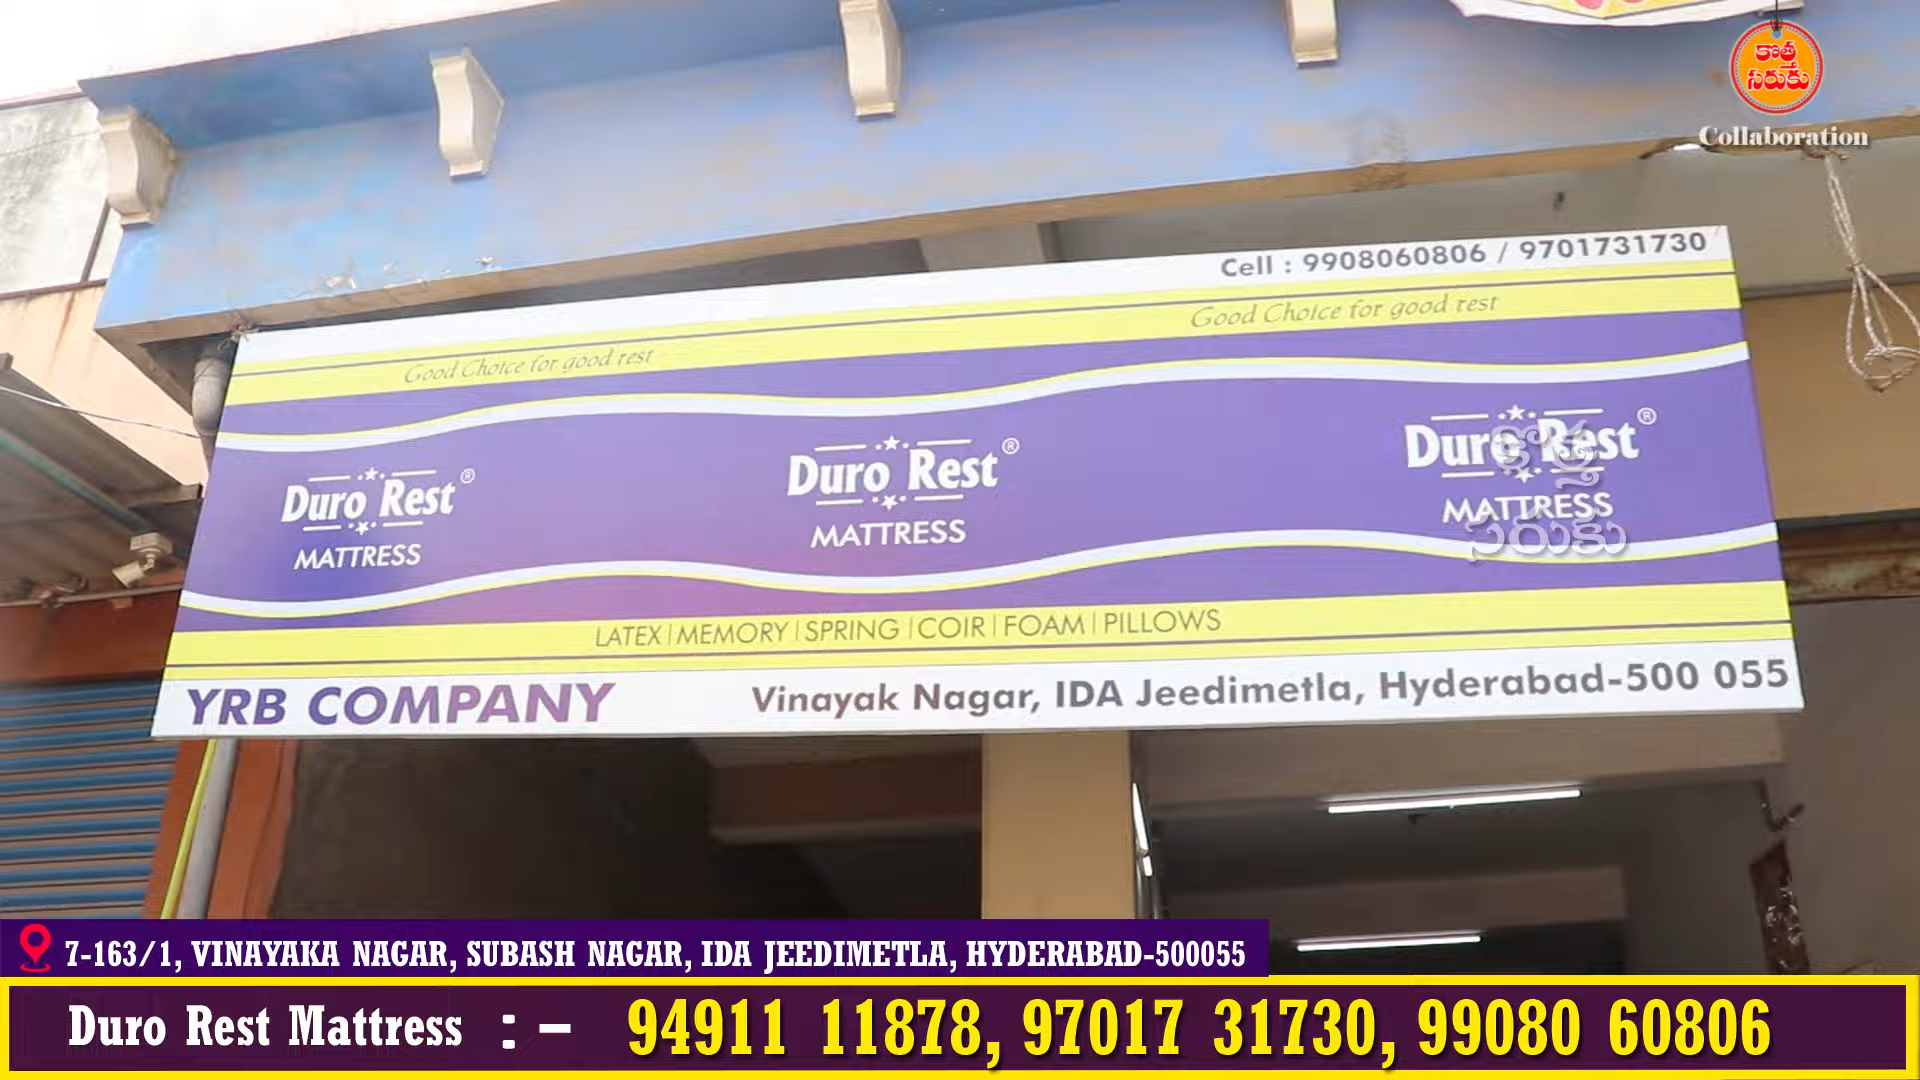 కొత్త
సరుకు
Collaboration
Cell : 9908060806 / 9701731730
Good Choice for good rest
Good Choice for good rest
Duro Rest®
MATTRESS
Duro Rest®
MATTRESS
Duro Rest®
MATTRESS
కొత్త
సరుకు
LATEX | MEMORY | SPRING | COIR | FOAM | PILLOWS
YRB COMPANY
Vinayak Nagar, IDA Jeedimetla, Hyderabad-500 055
7-163/1, VINAYAKA NAGAR, SUBASH NAGAR, IDA JEEDIMETLA, HYDERABAD-500055
Duro Rest Mattress : – 94911 11878, 97017 31730, 99080 60806